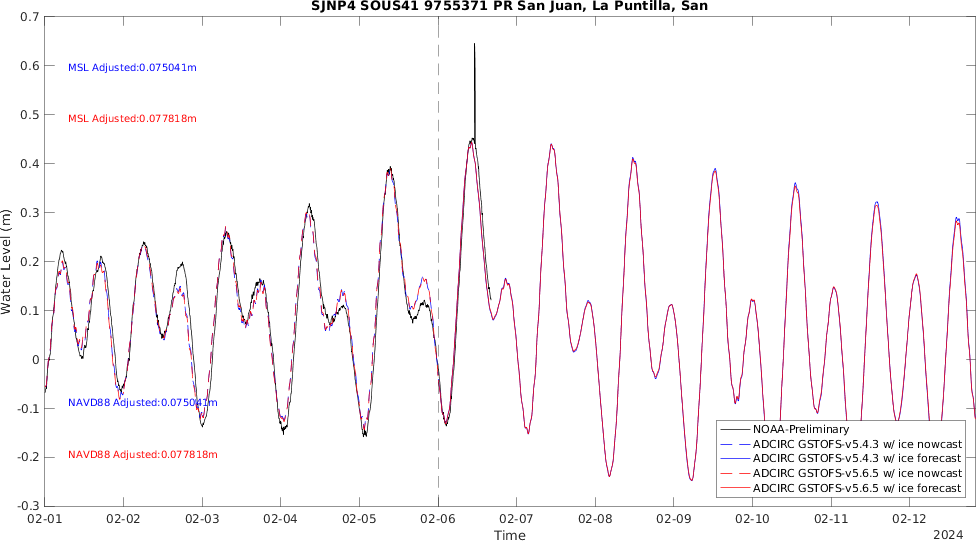 SJNP4 SOUS41 9755371 PR San Juan, La Puntilla, San
0.7
0.6
0.5
0.4
0.3
0.2
0.1
0
-0.1
-0.2
-0.3
Water Level (m)
MSL Adjusted:0.075041m
MSL Adjusted:0.077818m
NAVD88 Adjusted:0.075041m
NAVD88 Adjusted:0.077818m
NOAA-Preliminary
ADCIRC GSTOFS-v5.4.3 w/ ice nowcast
ADCIRC GSTOFS-v5.4.3 w/ ice forecast
ADCIRC GSTOFS-v5.6.5 w/ ice nowcast
ADCIRC GSTOFS-v5.6.5 w/ ice forecast
02-01 02-02 02-03 02-04 02-05 02-06 02-07 02-08 02-09 02-10 02-11 02-12
Time
2024